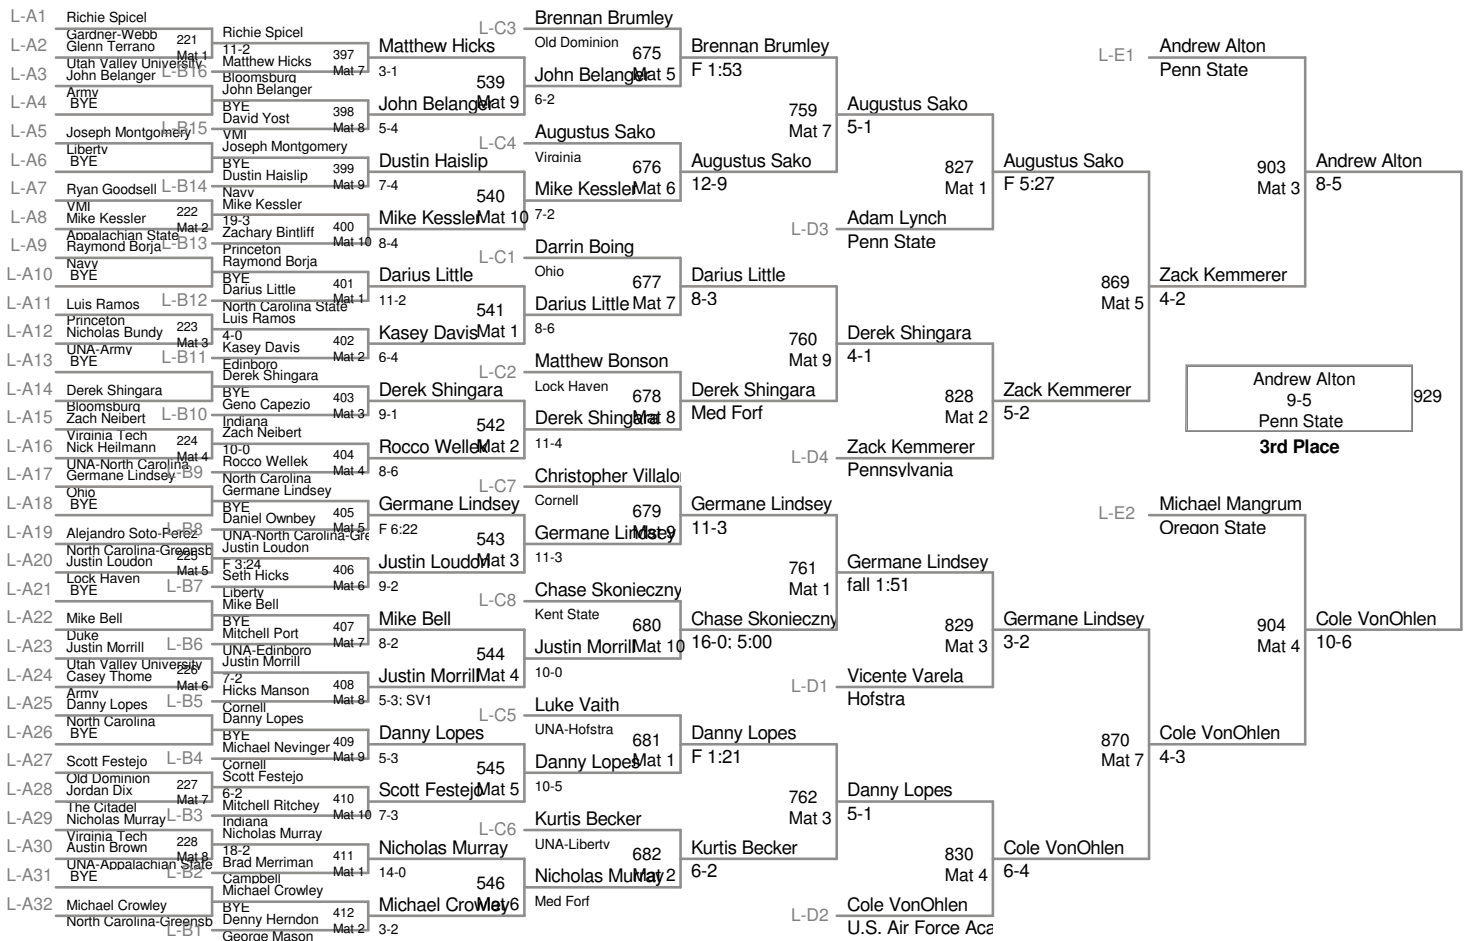 L-A1
Richie Spicel
Gardner-Webb
L-A2
Glenn Terrano
Utah Valley University
221
Mat 1
L-A3
John Belanger
Army
L-A4
BYE
L-A5
Joseph Montgomery
Liberty
L-A6
BYE
L-A7
Ryan Goodsell
VMI
L-A8
Mike Kessler
Appalachian State
222
Mat 2
L-A9
Raymond Borja
Navy
L-A10
BYE
L-A11
Luis Ramos
Princeton
L-A12
Nicholas Bundy
UNA-Army
223
Mat 3
L-A13
BYE
L-A14
Derek Shingara
Bloomsburg
L-A15
Zach Neibert
Virginia Tech
L-A16
Nick Heilmann
UNA-North Carolina
224
Mat 4
L-A17
Germane Lindsey
Ohio
L-A18
BYE
L-A19
Alejandro Soto-Perez
North Carolina-Greensb
L-A20
Justin Loudon
Lock Haven
225
Mat 5
L-A21
BYE
L-A22
Mike Bell
Duke
L-A23
Justin Morrill
Utah Valley University
L-A24
Casey Thome
Army
226
Mat 6
L-A25
Danny Lopes
North Carolina
L-A26
BYE
L-A27
Scott Festejo
Old Dominion
L-A28
Jordan Dix
The Citadel
227
Mat 7
L-A29
Nicholas Murray
Virginia Tech
L-A30
Austin Brown
UNA-Appalachian State
228
Mat 8
L-A31
BYE
L-A32
Michael Crowley
North Carolina-Greensb
Richie Spicel
11-2
L-B16
Matthew Hicks
Bloomsburg
397
Mat 7
John Belanger
BYE
L-B15
David Yost
VMI
398
Mat 8
Joseph Montgomery
BYE
L-B14
Dustin Haislip
Navy
399
Mat 9
Mike Kessler
19-3
L-B13
Zachary Bintliff
Princeton
400
Mat 10
Raymond Borja
BYE
L-B12
Darius Little
North Carolina State
401
Mat 1
Luis Ramos
4-0
L-B11
Kasey Davis
Edinboro
402
Mat 2
Derek Shingara
BYE
L-B10
Geno Capezio
Indiana
403
Mat 3
Zach Neibert
10-0
L-B9
Rocco Wellek
North Carolina
404
Mat 4
Germane Lindsey
BYE
L-B8
Daniel Ownbey
UNA-North Carolina-Gre
405
Mat 5
Justin Loudon
F 3:24
L-B7
Seth Hicks
Liberty
406
Mat 6
Mike Bell
BYE
L-B6
Mitchell Port
UNA-Edinboro
407
Mat 7
Justin Morrill
7-2
L-B5
Hicks Manson
Cornell
408
Mat 8
Danny Lopes
BYE
L-B4
Michael Nevinger
Cornell
409
Mat 9
Scott Festejo
6-2
L-B3
Mitchell Ritchey
Indiana
410
Mat 10
Nicholas Murray
18-2
L-B2
Brad Merriman
Campbell
411
Mat 1
Michael Crowley
BYE
L-B1
Denny Herndon
George Mason
412
Mat 2
Matthew Hicks
3-1
539
Mat 9
John Belanger
5-4
Dustin Haislip
7-4
540
Mat 10
Mike Kessler
8-4
Darius Little
11-2
541
Mat 1
Kasey Davis
6-4
Derek Shingara
9-1
542
Mat 2
Rocco Wellek
8-6
Germane Lindsey
F 6:22
543
Mat 3
Justin Loudon
9-2
Mike Bell
8-2
544
Mat 4
Justin Morrill
5-3; SV1
Danny Lopes
5-3
545
Mat 5
Scott Festejo
7-3
Nicholas Murray
14-0
546
Mat 6
Michael Crowley
3-2
L-C3
Brennan Brumley
Old Dominion
675
Mat 5
John Belanger
6-2
L-C4
Augustus Sako
Virginia
676
Mat 6
Mike Kessler
7-2
L-C1
Darrin Boing
Ohio
677
Mat 7
Darius Little
8-6
L-C2
Matthew Bonson
Lock Haven
678
Mat 8
Derek Shingara
11-4
L-C7
Christopher Villalo
Cornell
679
Mat 9
Germane Lindsey
11-3
L-C8
Chase Skonieczny
Kent State
680
Mat 10
Justin Morrill
10-0
L-C5
Luke Vaith
UNA-Hofstra
681
Mat 1
Danny Lopes
10-5
L-C6
Kurtis Becker
UNA-Liberty
682
Mat 2
Nicholas Murray
Med Forf
Brennan Brumley
F 1:53
759
Mat 7
Augustus Sako
12-9
Darius Little
8-3
760
Mat 9
Derek Shingara
Med Forf
Germane Lindsey
11-3
761
Mat 1
Chase Skonieczny
16-0; 5:00
Danny Lopes
F 1:21
762
Mat 3
Kurtis Becker
6-2
Augustus Sako
5-1
827
Mat 1
L-D3
Adam Lynch
Penn State
Derek Shingara
4-1
828
Mat 2
L-D4
Zack Kemmerer
Pennsylvania
Germane Lindsey
fall 1:51
829
Mat 3
L-D1
Vicente Varela
Hofstra
Danny Lopes
5-1
830
Mat 4
L-D2
Cole VonOhlen
U.S. Air Force Aca
Augustus Sako
F 5:27
869
Mat 5
Zack Kemmerer
5-2
Germane Lindsey
3-2
870
Mat 7
Cole VonOhlen
6-4
L-E1
Andrew Alton
Penn State
903
Mat 3
Zack Kemmerer
4-2
L-E2
Michael Mangrum
Oregon State
904
Mat 4
Cole VonOhlen
4-3
Andrew Alton
8-5
Andrew Alton
9-5
Penn State
929
3rd Place
Cole VonOhlen
10-6